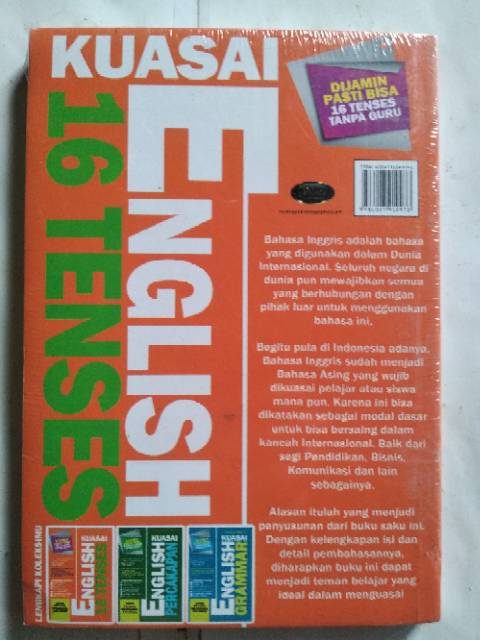 KUASAI
ENGLISH
16 TENSES
DIJAMIN
PASTI BISA
16 TENSES
TANPA GURU
Bahasa Inggris adalah bahasa
yang digunakan dalam Dunia
Internasional. Seluruh negara di
dunia pun mewajibkan semua
yang berhubungan dengan
pihak luar untuk menggunakan
bahasa ini.
Begitu pula di Indonesia adanya.
Bahasa Inggris sudah menjadi
Bahasa Asing yang wajib
dikuasai pelajar atau siswa
mana pun. Karena ini bisa
dikatakan sebagai modal dasar
untuk bisa bersaing dalam
kancah Internasional. Baik dari
segi Pendidikan, Bisnis,
Komunikasi dan lain
sebagainya.
Alasan itulah yang menjadi
penyusunan dari buku saku ini.
Dengan kelengkapan isi dan
detail pembahasannya,
diharapkan buku ini dapat
menjadi teman belajar yang
ideal dalam menguasai
LENGKAPI KOLEKSIMU
KUASAI
ENGLISH
16 TENSES
KUASAI
ENGLISH
PERCAKAPAN
KUASAI
ENGLISH
GRAMMAR